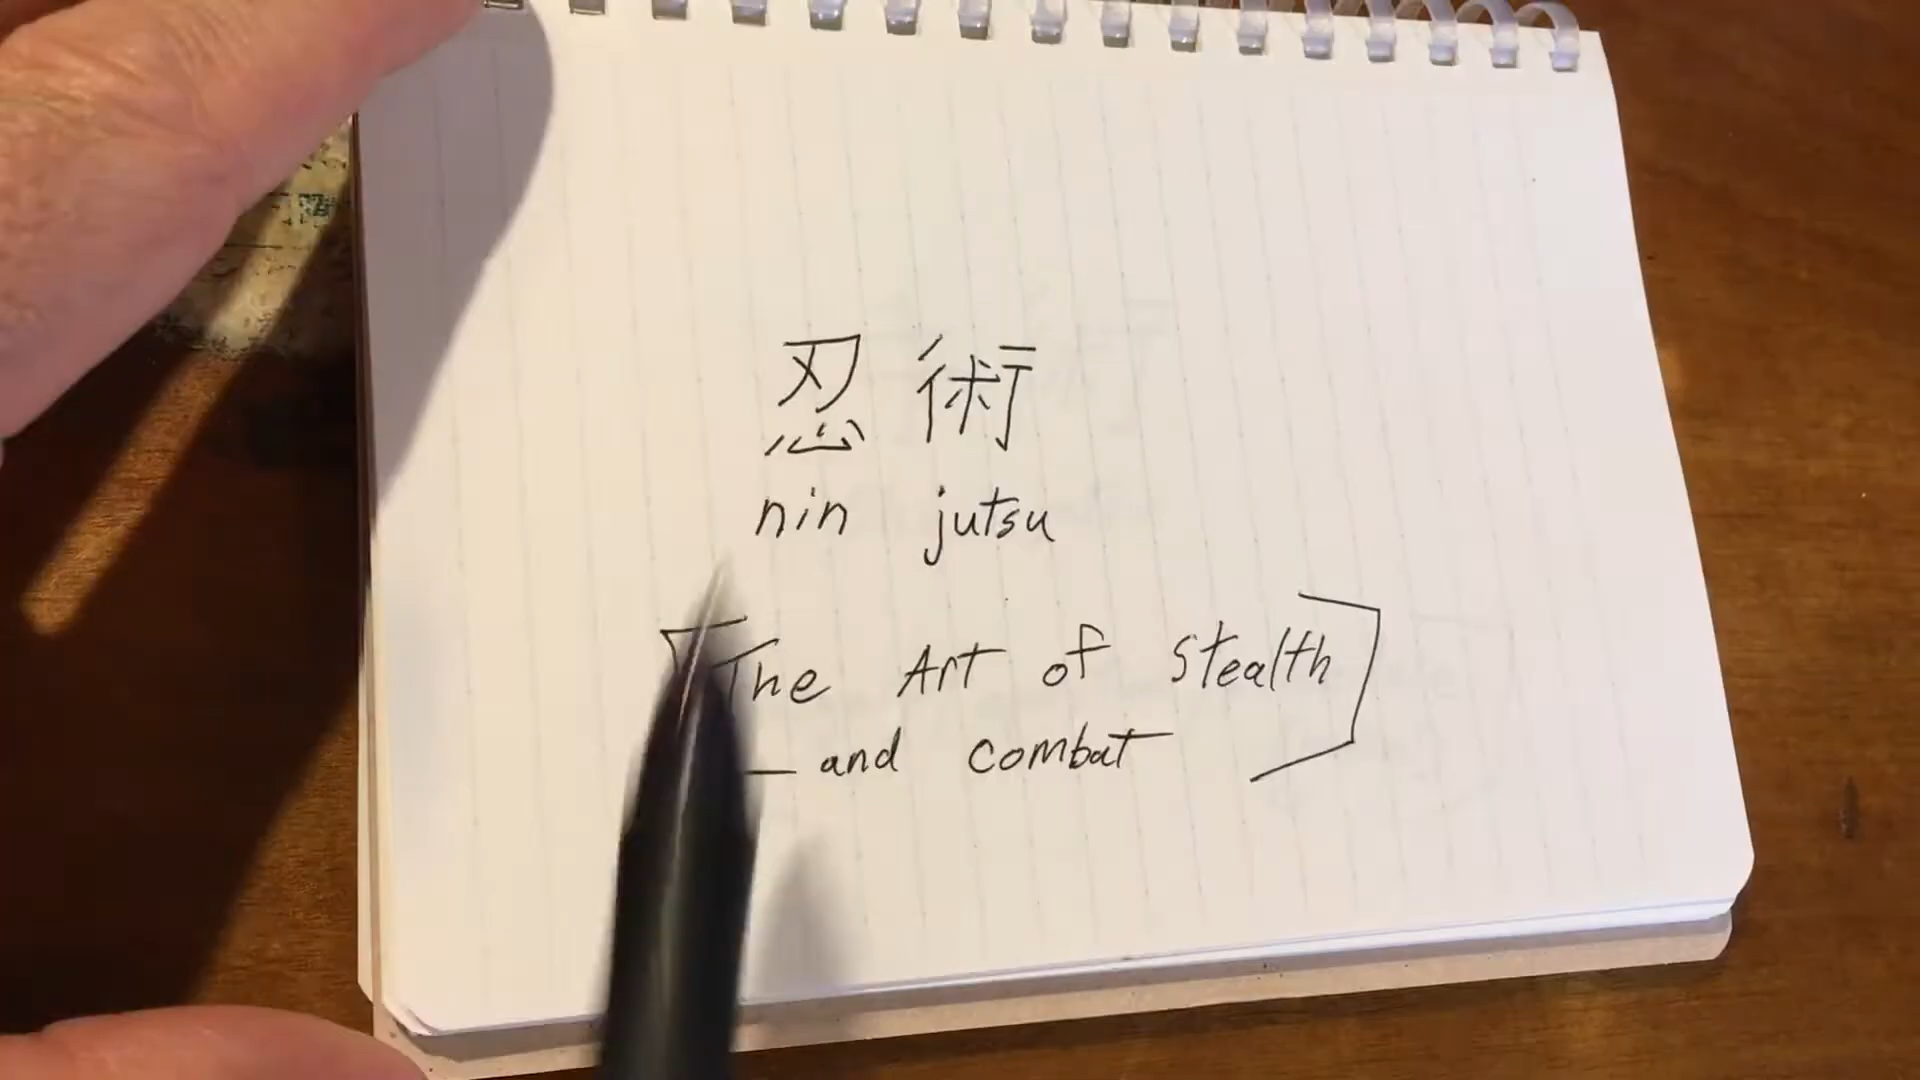 忍術
nin jutsu
The Art of Stealth
and combat